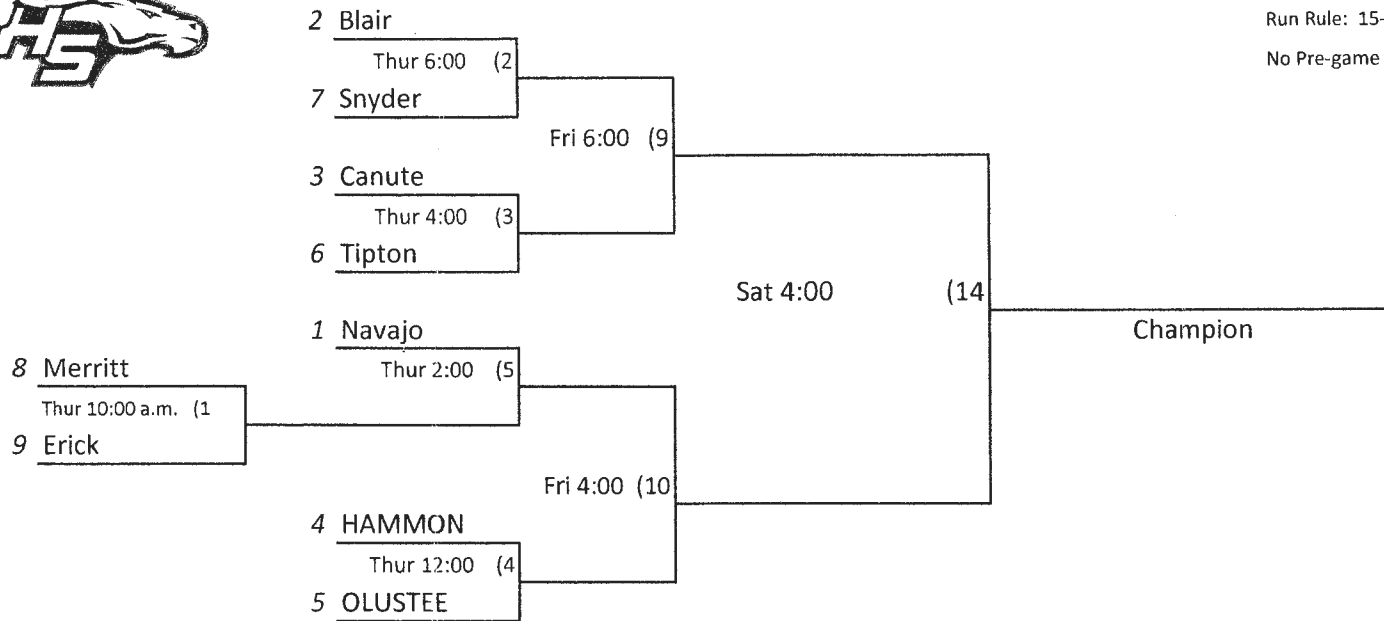 HS
2 Blair
Run Rule: 15-
Thur 6:00 (2
No Pre-game
7 Snyder
Fri 6:00 (9
3 Canute
Thur 4:00 (3
6 Tipton
Sat 4:00 (14
Champion
1 Navajo
8 Merritt
Thur 2:00 (5
Thur 10:00 a.m. (1
9 Erick
Fri 4:00 (10
4 HAMMON
Thur 12:00 (4
5 OLUSTEE